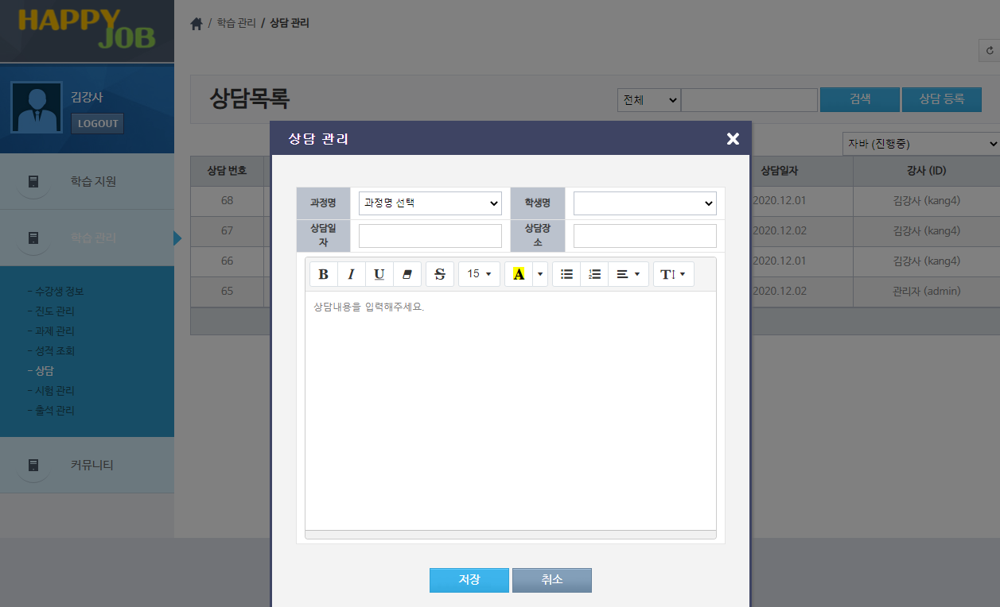 HAPPY
JOB
/ 학습 관리 / 상담 관리
김강사
LOGOUT
학습 지원
학습 관리
- 수강생 정보
- 진도 관리
- 과제 관리
- 성적 조회
- 상담
- 시험 관리
- 출석 관리
커뮤니티
상담목록
전체
검색
상담 등록
자바 (진행중)
상담 번호
상담일자
강사 (ID)
68
2020.12.01
김강사 (kang4)
67
2020.12.02
김강사 (kang4)
66
2020.12.01
김강사 (kang4)
65
2020.12.02
관리자 (admin)
상담 관리
과정명
과정명 선택
학생명
상담일
자
상담장
소
B I U S 15 A T
상담내용을 입력해주세요.
저장
취소